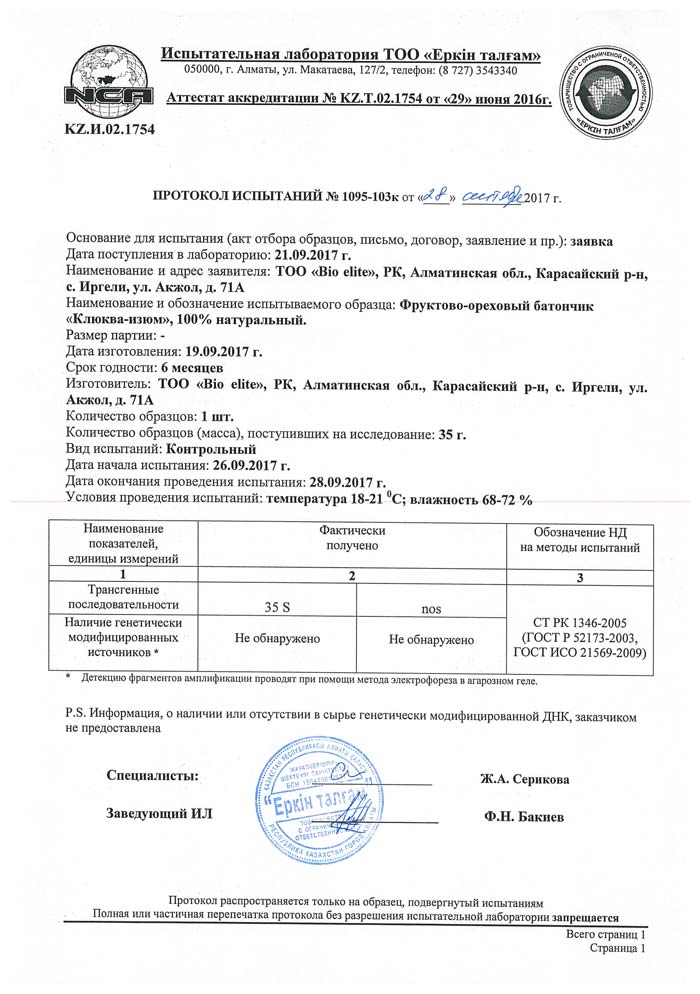 Испытательная лаборатория ТОО «Еркін талғам»
050000, г. Алматы, ул. Макатаева, 127/2, телефон: (8 727) 3543340
Аттестат аккредитации № KZ.T.02.1754 от «29» июня 2016г.
NCA
KZ.И.02.1754
ТОВАРИЩЕСТВО С ОГРАНИЧЕНОЙ ОТВЕТСТВЕННОСТЬЮ
«ЕРКІН ТАЛҒАМ»
ПРОТОКОЛ ИСПЫТАНИЙ № 1095-103к от «28» сентября 2017 г.
Основание для испытания (акт отбора образцов, письмо, договор, заявление и пр.): заявка
Дата поступления в лабораторию: 21.09.2017 г.
Наименование и адрес заявителя: ТОО «Bio elite», РК, Алматинская обл., Карасайский р-н,
с. Иргели, ул. Акжол, д. 71А
Наименование и обозначение испытываемого образца: Фруктово-ореховый батончик
«Клюква-изюм», 100% натуральный.
Размер партии: -
Дата изготовления: 19.09.2017 г.
Срок годности: 6 месяцев
Изготовитель: ТОО «Bio elite», РК, Алматинская обл., Карасайский р-н, с. Иргели, ул.
Акжол, д. 71А
Количество образцов: 1 шт.
Количество образцов (масса), поступивших на исследование: 35 г.
Вид испытаний: Контрольный
Дата начала испытания: 26.09.2017 г.
Дата окончания проведения испытания: 28.09.2017 г.
Условия проведения испытаний: температура 18-21 ⁰С; влажность 68-72 %
Наименование
показателей,
единицы измерений
Фактически
получено
Обозначение НД
на методы испытаний
1
2
3
Трансгенные
последовательности
35 S
nos
Наличие генетически
модифицированных
источников *
Не обнаружено
Не обнаружено
СТ РК 1346-2005
(ГОСТ Р 52173-2003,
ГОСТ ИСО 21569-2009)
* Детекцию фрагментов амплификации проводят при помощи метода электрофореза в агарозном геле.
P.S. Информация, о наличии или отсутствии в сырье генетически модифицированной ДНК, заказчиком
не предоставлена
Специалисты:
Ж.А. Серикова
Заведующий ИЛ
Ф.Н. Бакиев
"Еркін талғам"
Протокол распространяется только на образец, подвергнутый испытаниям
Полная или частичная перепечатка протокола без разрешения испытательной лаборатории запрещается
Всего страниц 1
Страница 1